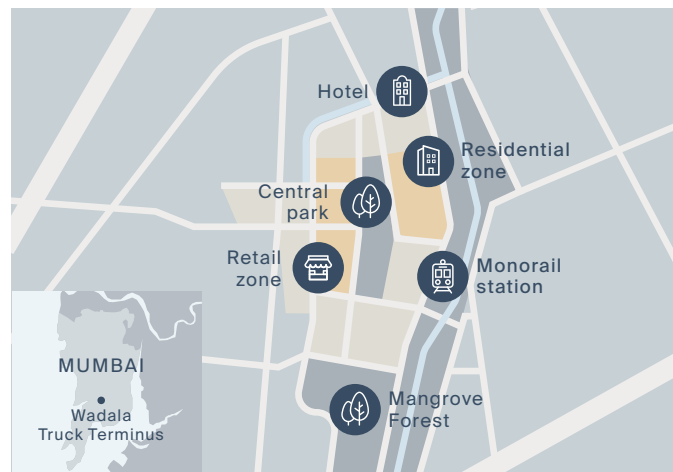 Hotel
Residential
zone
Central
park
Retail
zone
Monorail
station
MUMBAI
Wadala
Truck Terminus
Mangrove
Forest